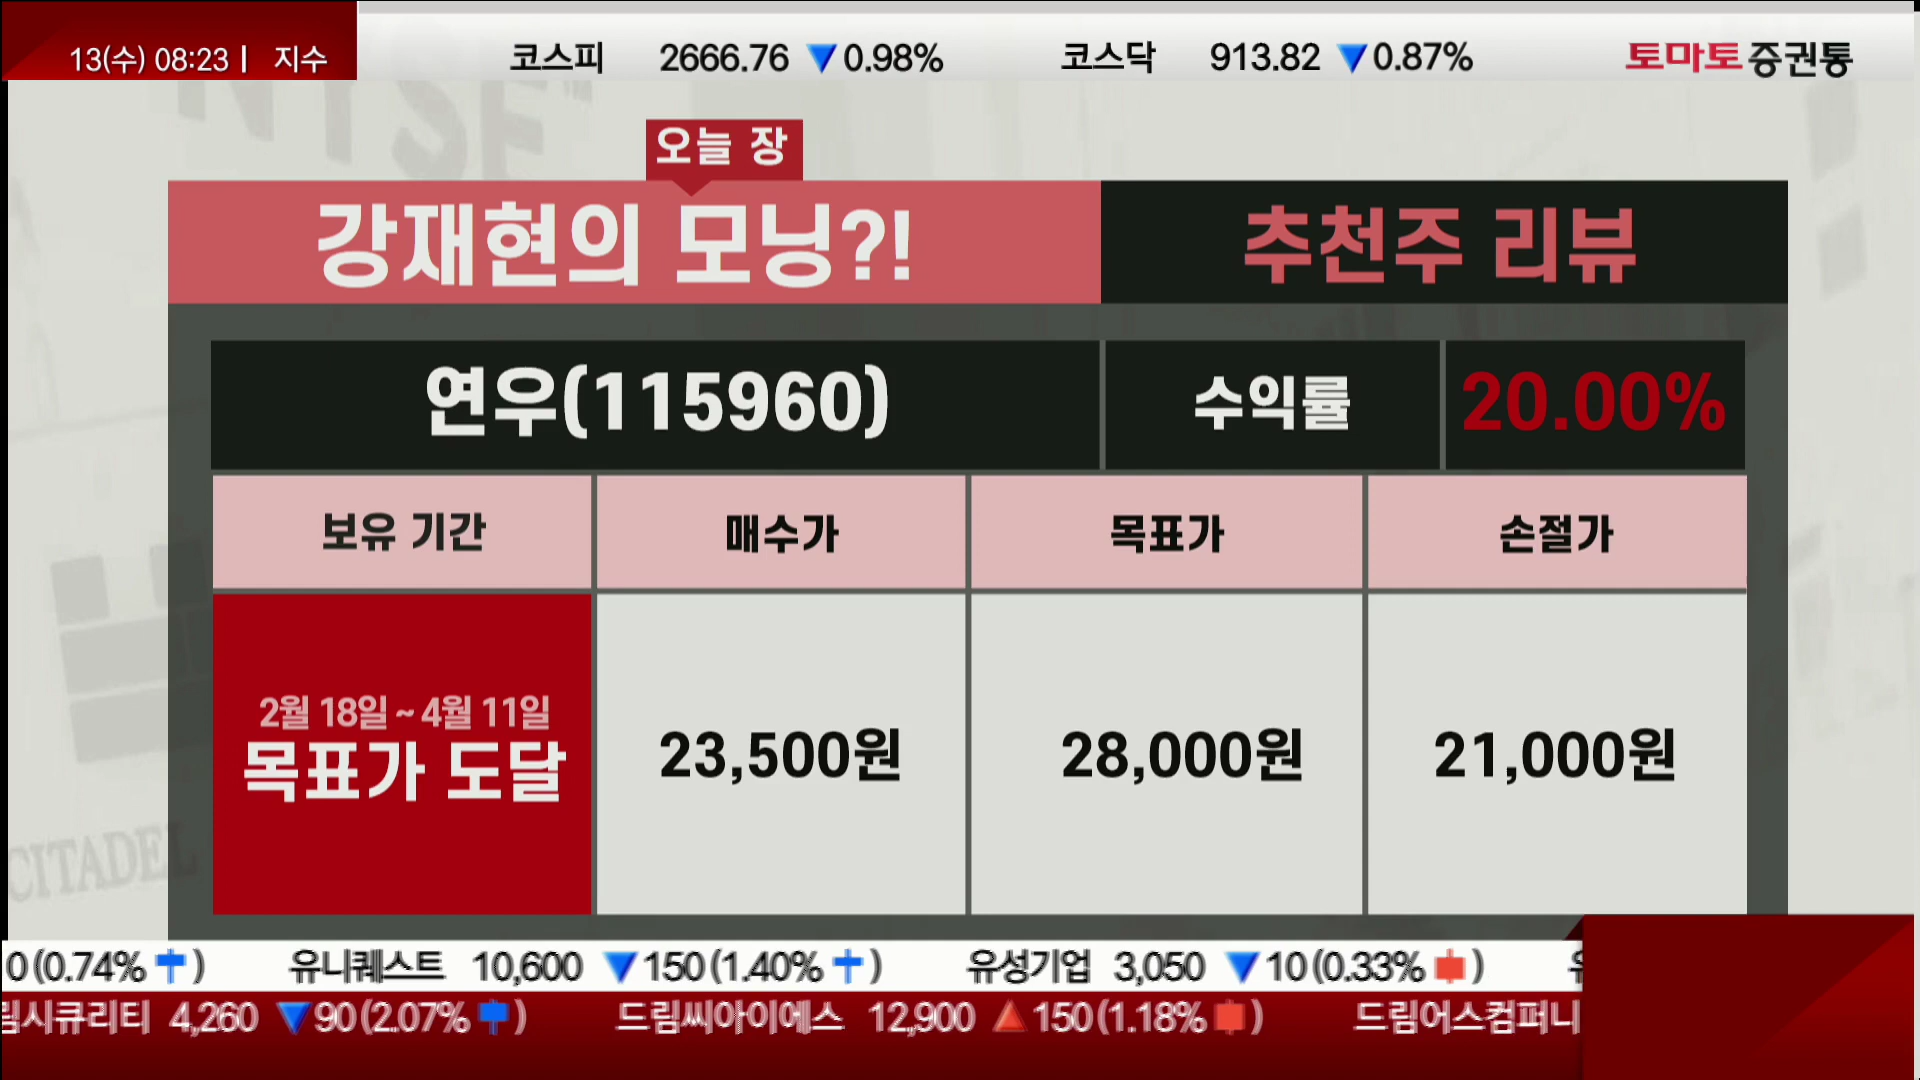 13(수) 08:23 | 지수 코스피 2666.76 ▼0.98% 코스닥 913.82 ▼0.87% 토마토증권통
NYSE
오늘 장
강재현의 모닝?! 추천주 리뷰
연우(115960) 수익률 20.00%
보유 기간 매수가 목표가 손절가
2월 18일 ~ 4월 11일
목표가 도달 23,500원 28,000원 21,000원
CITADEL
0(0.74% ) 유니퀘스트 10,600 ▼150(1.40% ) 유성기업 3,050 ▼10(0.33% )
림시큐리티 4,260 ▼90(2.07% ) 드림씨아이에스 12,900 ▲150(1.18% ) 드림어스컴퍼니